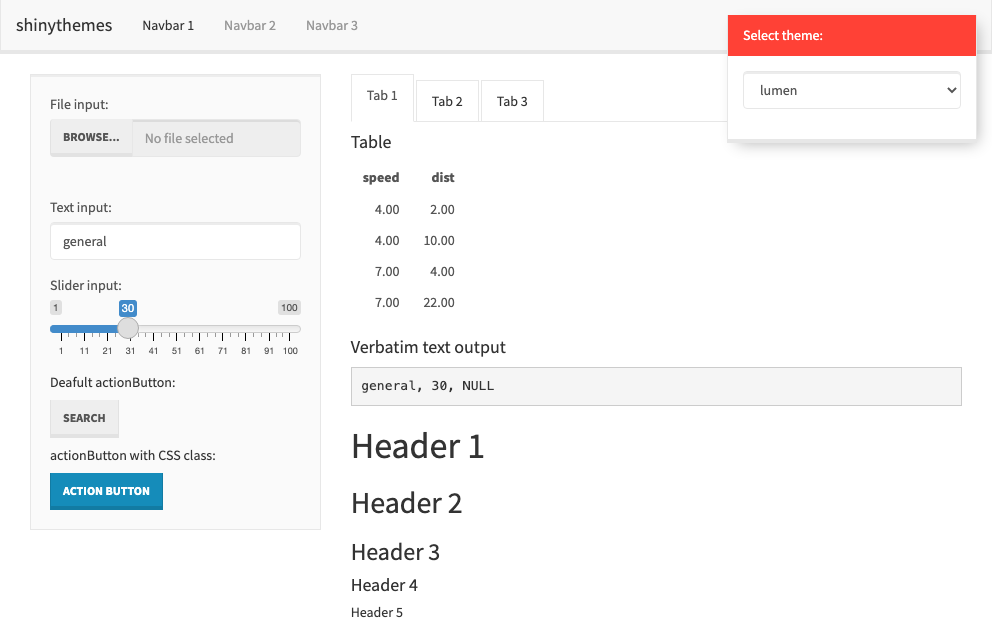 shinythemes Navbar 1 Navbar 2 Navbar 3
Select theme:
lumen
File input:
BROWSE... No file selected
Text input:
general
Slider input:
1 30 100
1 11 21 31 41 51 61 71 81 91 100
Deafult actionButton:
SEARCH
actionButton with CSS class:
ACTION BUTTON
Tab 1 Tab 2 Tab 3
Table
speed dist
4.00 2.00
4.00 10.00
7.00 4.00
7.00 22.00
Verbatim text output
general, 30, NULL
Header 1
Header 2
Header 3
Header 4
Header 5